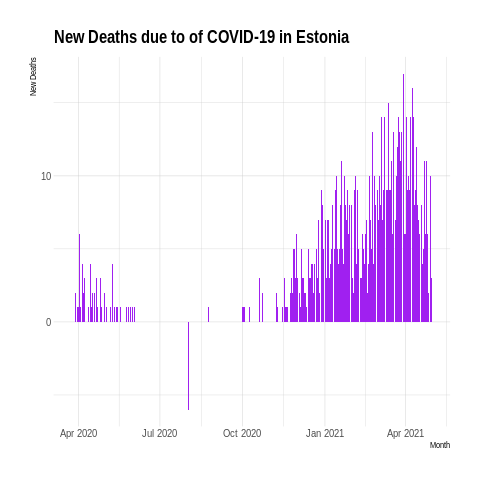 New Deaths due to of COVID-19 in Estonia
New Deaths
10
0
Apr 2020 Jul 2020 Oct 2020 Jan 2021 Apr 2021
Month